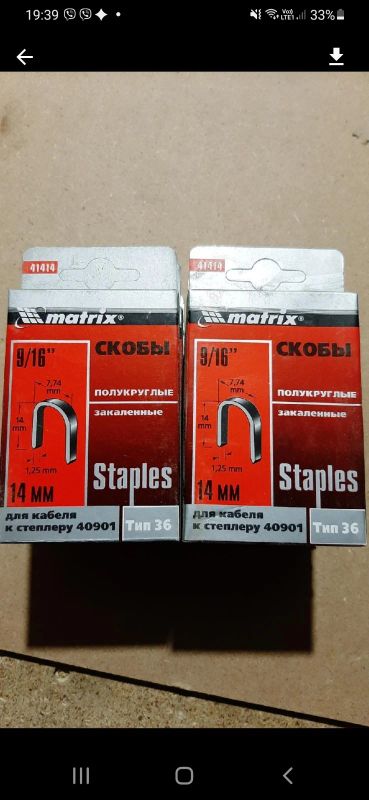 19:39
Vo)) LTE1 33%
41414
matrix®
9/16"
СКОБЫ
7,74 mm
ПОЛУКРУГЛЫЕ
закаленные
14 mm
1,25 mm
Staples
14 мм
для кабеля
к степлеру 40901
Тип 36
41414
matrix®
9/16"
СКОБЫ
7,74 mm
ПОЛУКРУГЛЫЕ
закаленные
14 mm
1,25 mm
Staples
14 мм
для кабеля
к степлеру 40901
Тип 36